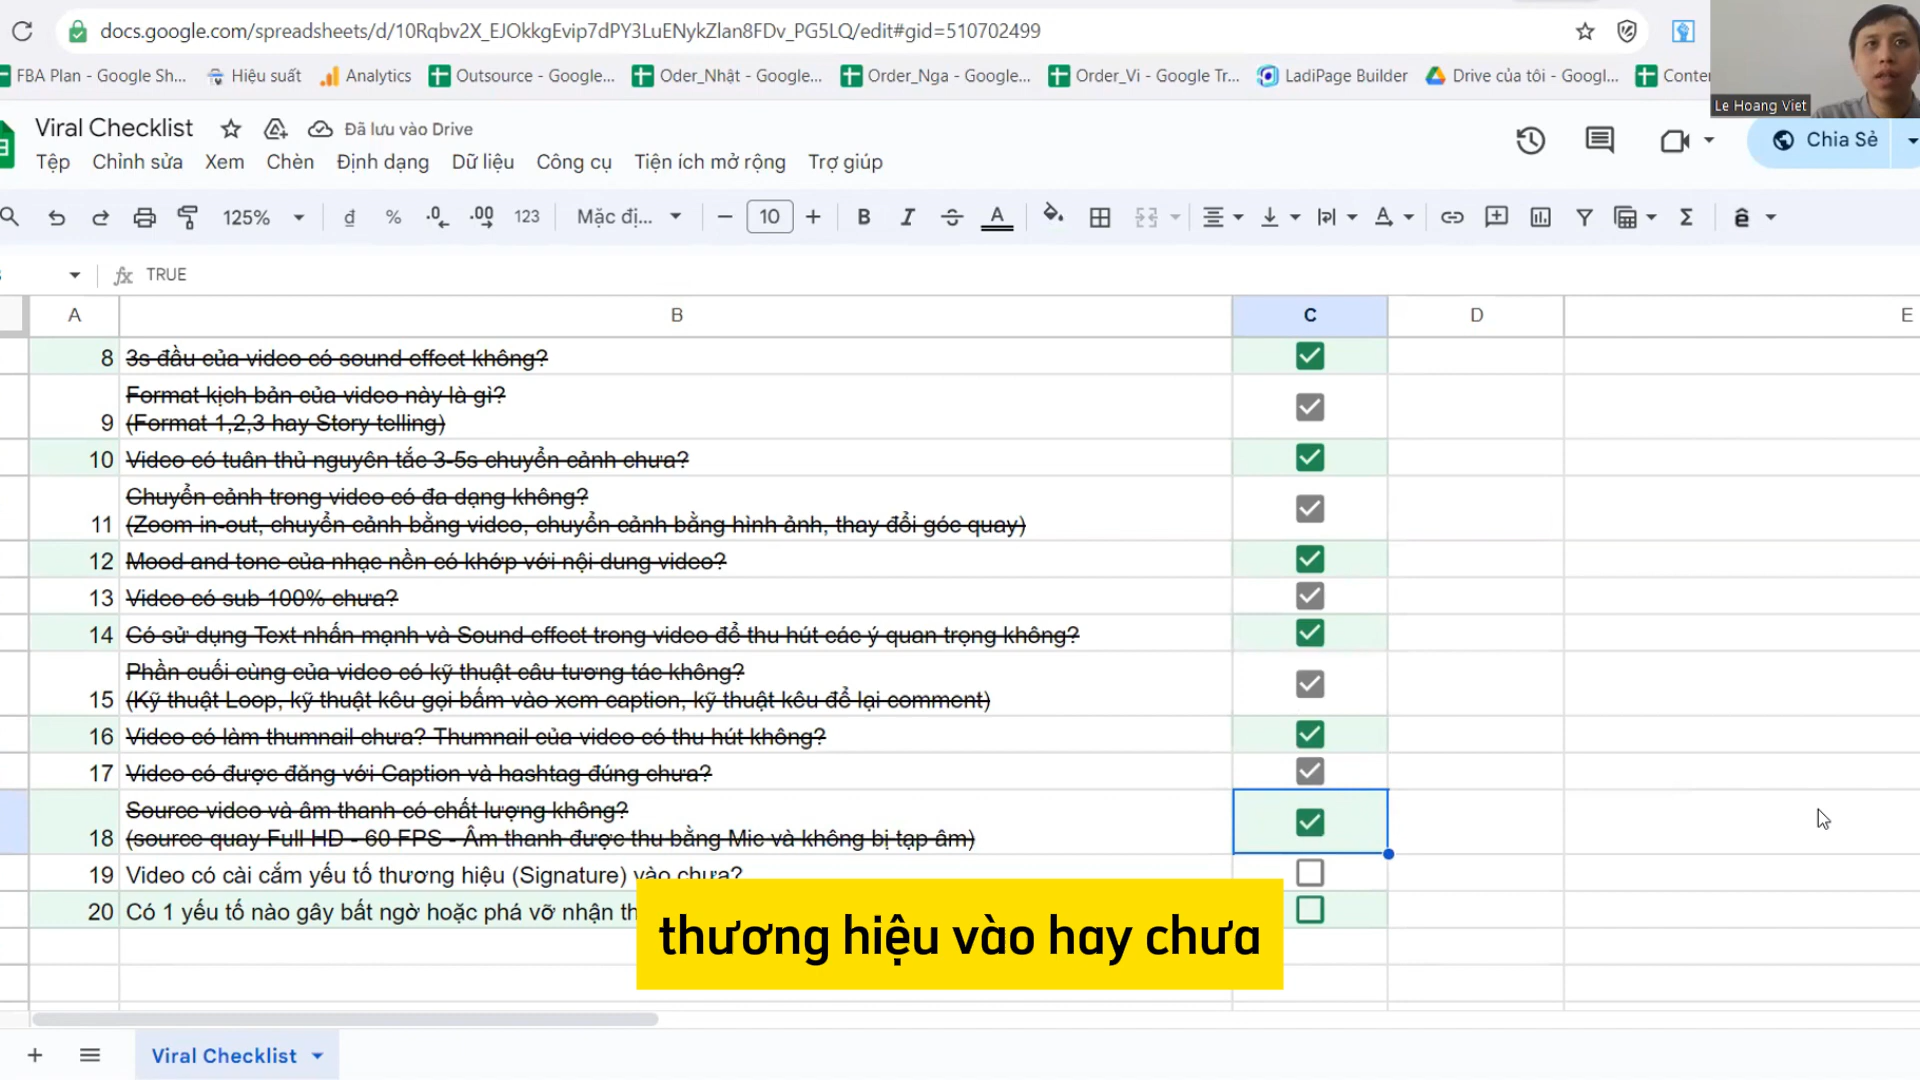 docs.google.com/spreadsheets/d/10Rqbv2X_EJOkkgEvip7dPY3LuENykZlan8FDv_PG5LQ/edit#gid=510702499
FBA Plan - Google Sh... Hiệu suất Analytics Outsource - Google... Oder_Nhật - Google... Order_Nga - Google... Order_Vi - Google Tr... LadiPage Builder Drive của tôi - Googl... Conter
Le Hoang Viet
Viral Checklist Đã lưu vào Drive
Tệp Chỉnh sửa Xem Chèn Định dạng Dữ liệu Công cụ Tiện ích mở rộng Trợ giúp
Chia Sẻ
125% đ % .0 .00 123 Mặc đị... 10 B I S A Σ ê
fx TRUE
A B C D E
8 3s đầu của video có sound effect không?
Format kịch bản của video này là gì?
9 (Format 1,2,3 hay Story telling)
10 Video có tuân thủ nguyên tắc 3-5s chuyển cảnh chưa?
Chuyển cảnh trong video có đa dạng không?
11 (Zoom in-out, chuyển cảnh bằng video, chuyển cảnh bằng hình ảnh, thay đổi góc quay)
12 Mood and tone của nhạc nền có khớp với nội dung video?
13 Video có sub 100% chưa?
14 Có sử dụng Text nhấn mạnh và Sound effect trong video để thu hút các ý quan trọng không?
Phần cuối cùng của video có kỹ thuật câu tương tác không?
15 (Kỹ thuật Loop, kỹ thuật kêu gọi bấm vào xem caption, kỹ thuật kêu để lại comment)
16 Video có làm thumnail chưa? Thumnail của video có thu hút không?
17 Video có được đăng với Caption và hashtag đúng chưa?
Source video và âm thanh có chất lượng không?
18 (source quay Full HD - 60 FPS - Âm thanh được thu bằng Mic và không bị tạp âm)
19 Video có cài cắm yếu tố thương hiệu (Signature) vào chưa?
20 Có 1 yếu tố nào gây bất ngờ hoặc phá vỡ nhận th
thương hiệu vào hay chưa
Viral Checklist